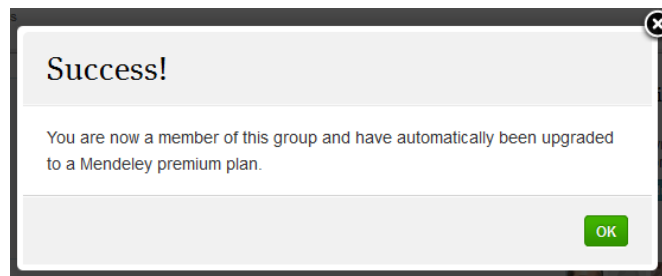 Success!
You are now a member of this group and have automatically been upgraded
to a Mendeley premium plan.
OK